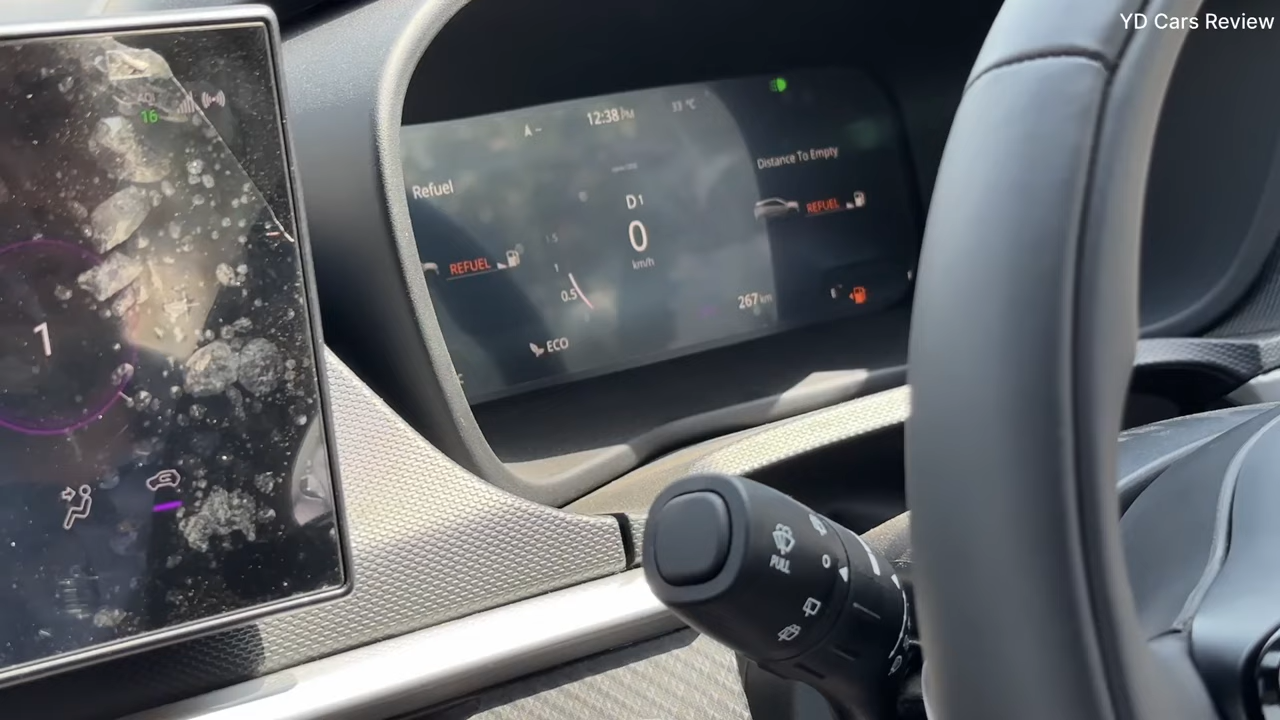 YD Cars Review
16
1
A -
12:38 PM
33 °C
Refuel
Distance To Empty
D1
REFUEL
0
km/h
REFUEL
1.5
1
0.5
267 km
E
ECO
PULL
O